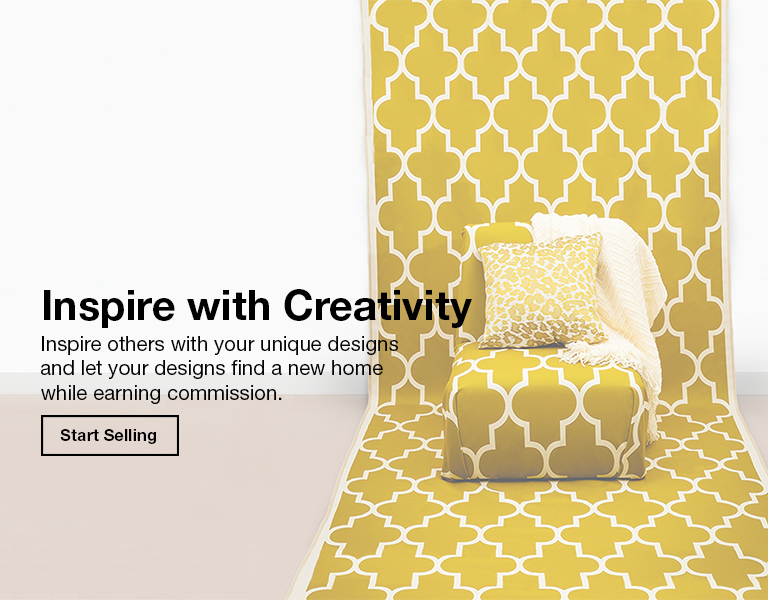 Inspire with Creativity
Inspire others with your unique designs
and let your designs find a new home
while earning commission.
Start Selling